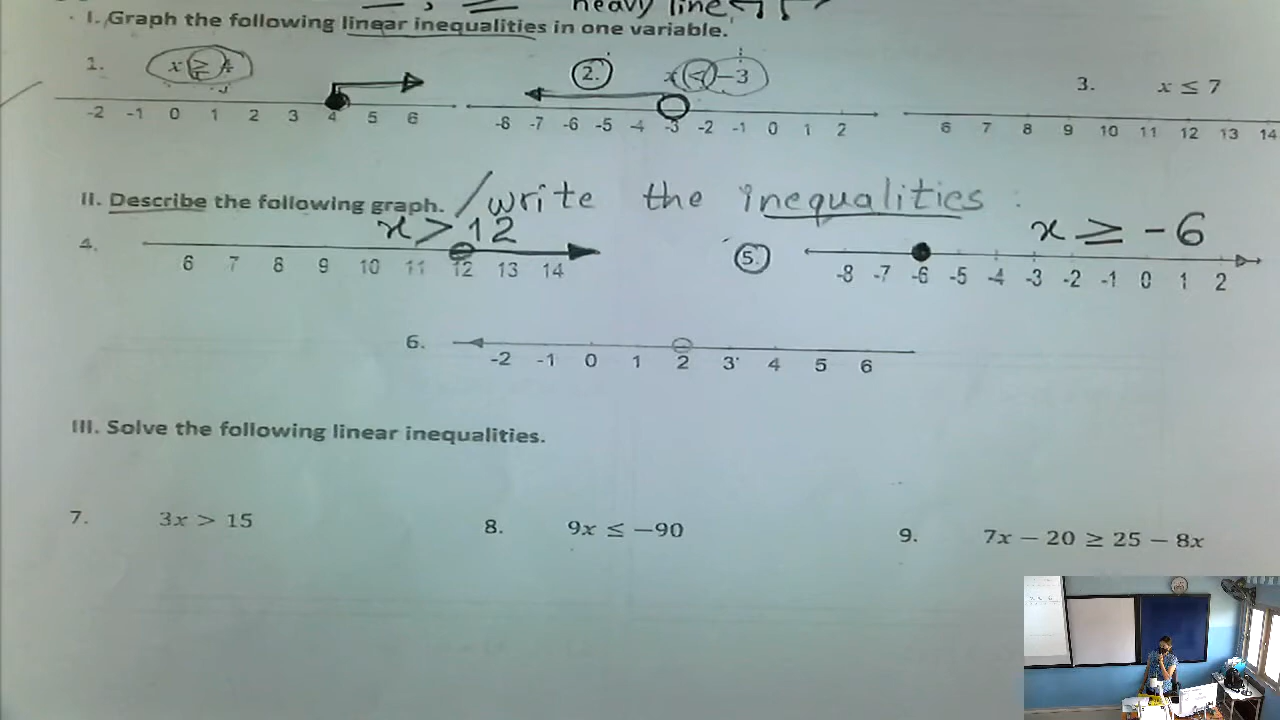 heavy line
I. Graph the following linear inequalities in one variable.
1. x ≥ 4
2. x < -3
3. x ≤ 7
-2 -1 0 1 2 3 4 5 6
-8 -7 -6 -5 -4 -3 -2 -1 0 1 2
6 7 8 9 10 11 12 13 14
II. Describe the following graph. / write the inequalities :
x > 12
x ≥ -6
4.
5.
6 7 8 9 10 11 12 13 14
-8 -7 -6 -5 -4 -3 -2 -1 0 1 2
6.
-2 -1 0 1 2 3 4 5 6
III. Solve the following linear inequalities.
7. 3x > 15
8. 9x ≤ −90
9. 7x − 20 ≥ 25 − 8x